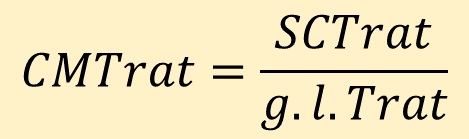 CMTrat = SCTrat / g.l.Trat